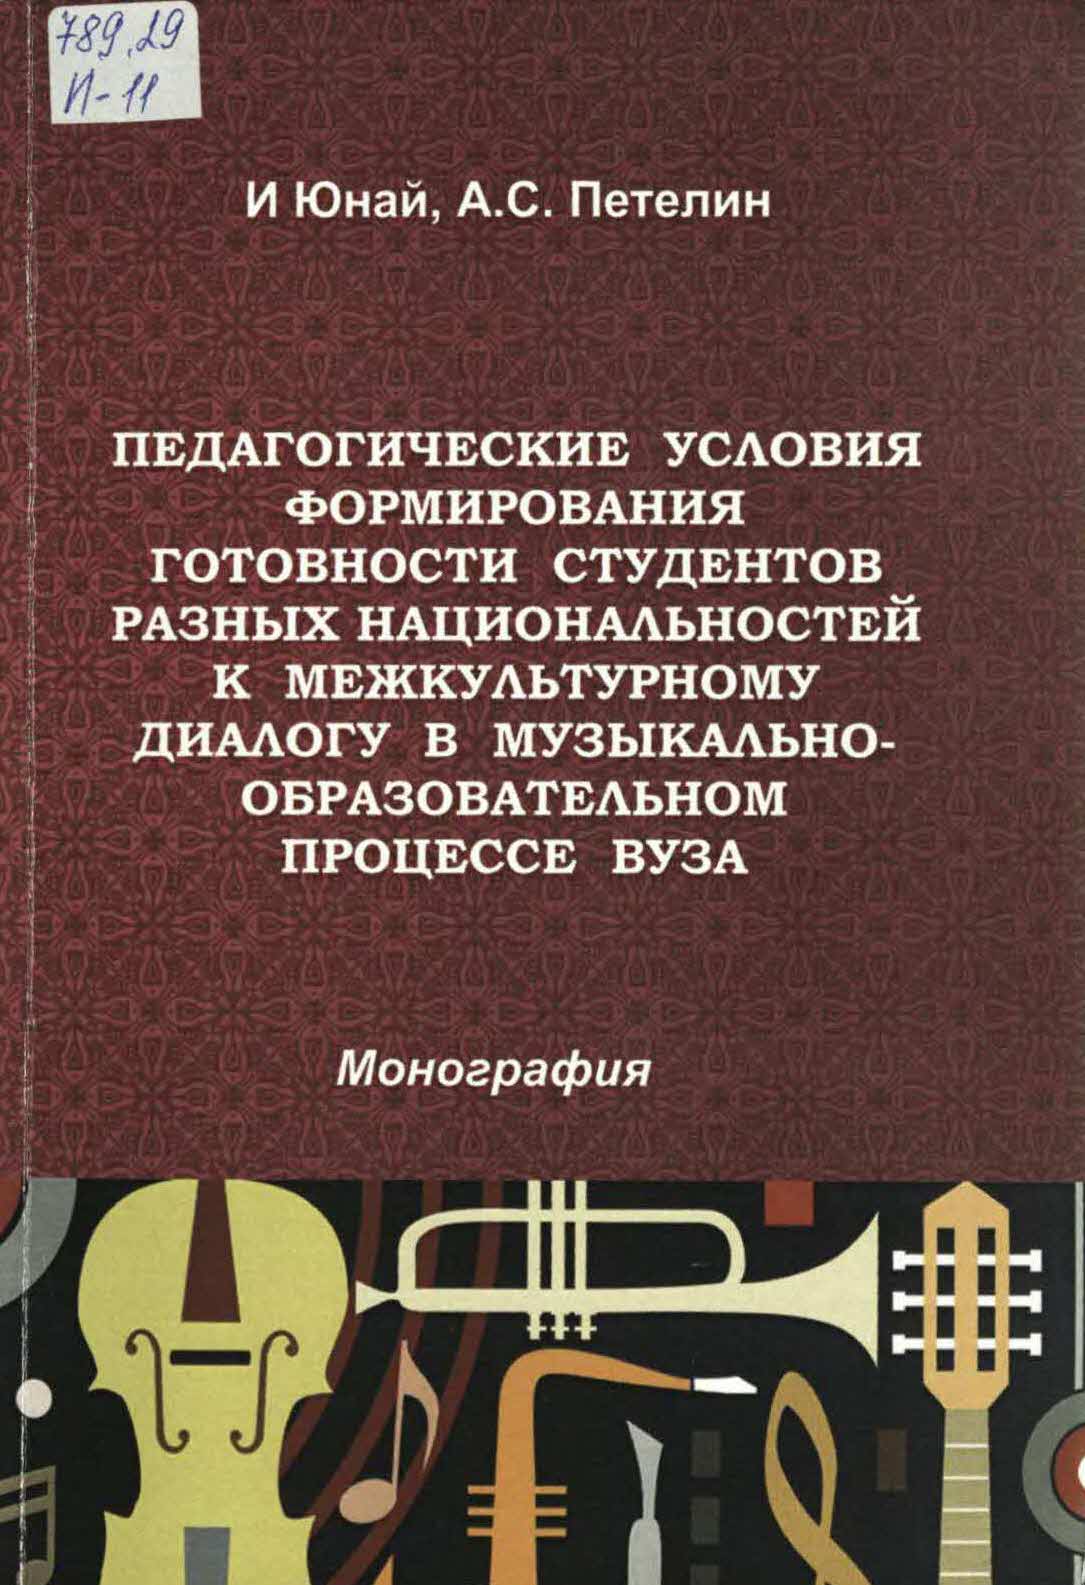 789.29
И-11
И Юнай, А.С. Петелин
ПЕДАГОГИЧЕСКИЕ УСЛОВИЯ
ФОРМИРОВАНИЯ
ГОТОВНОСТИ СТУДЕНТОВ
РАЗНЫХ НАЦИОНАЛЬНОСТЕЙ
К МЕЖКУЛЬТУРНОМУ
ДИАЛОГУ В МУЗЫКАЛЬНО-
ОБРАЗОВАТЕЛЬНОМ
ПРОЦЕССЕ ВУЗА
Монография